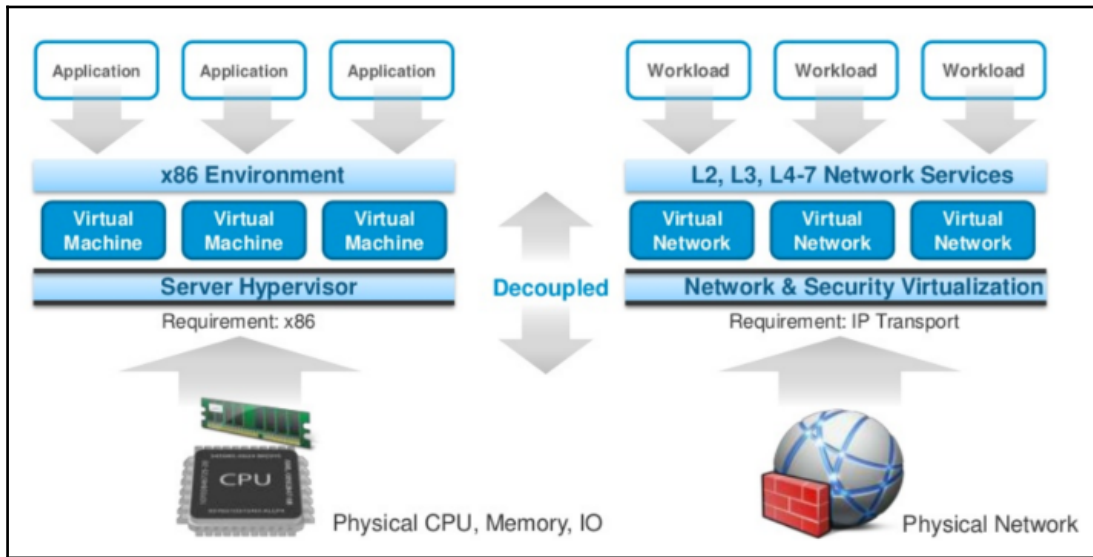 Application
Application
Application
Workload
Workload
Workload
x86 Environment
L2, L3, L4-7 Network Services
Virtual
Machine
Virtual
Machine
Virtual
Machine
Virtual
Network
Virtual
Network
Virtual
Network
Decoupled
Server Hypervisor
Network & Security Virtualization
Requirement: x86
Requirement: IP Transport
CPU
Physical CPU, Memory, IO
Physical Network